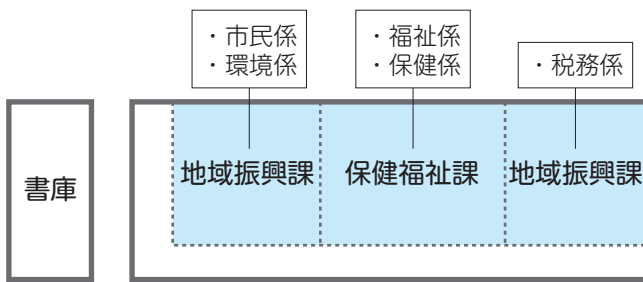 ・市民係
・環境係
・福祉係
・保健係
・税務係
書庫
地域振興課
保健福祉課
地域振興課